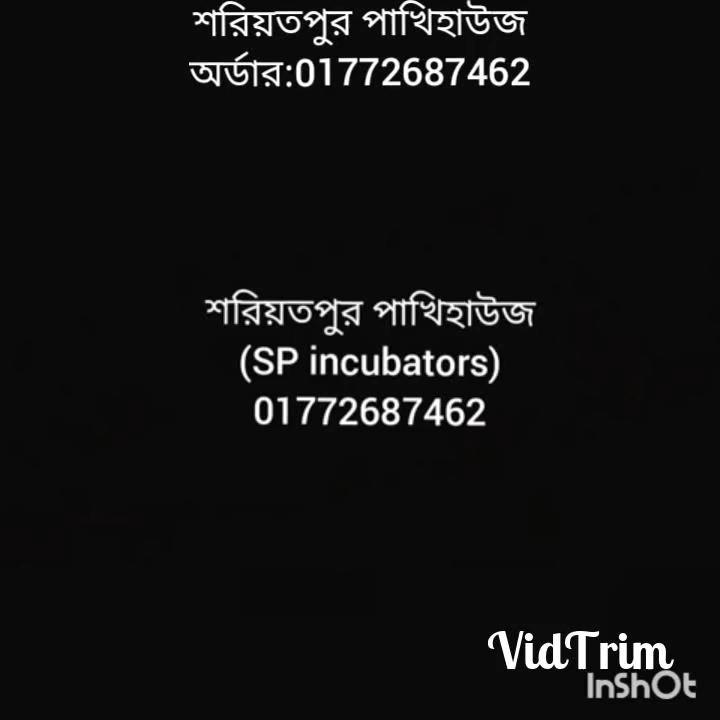 শরিয়তপুর পাখিহাউজ
অর্ডার:01772687462
শরিয়তপুর পাখিহাউজ
(SP incubators)
01772687462
VidTrim
InShOt